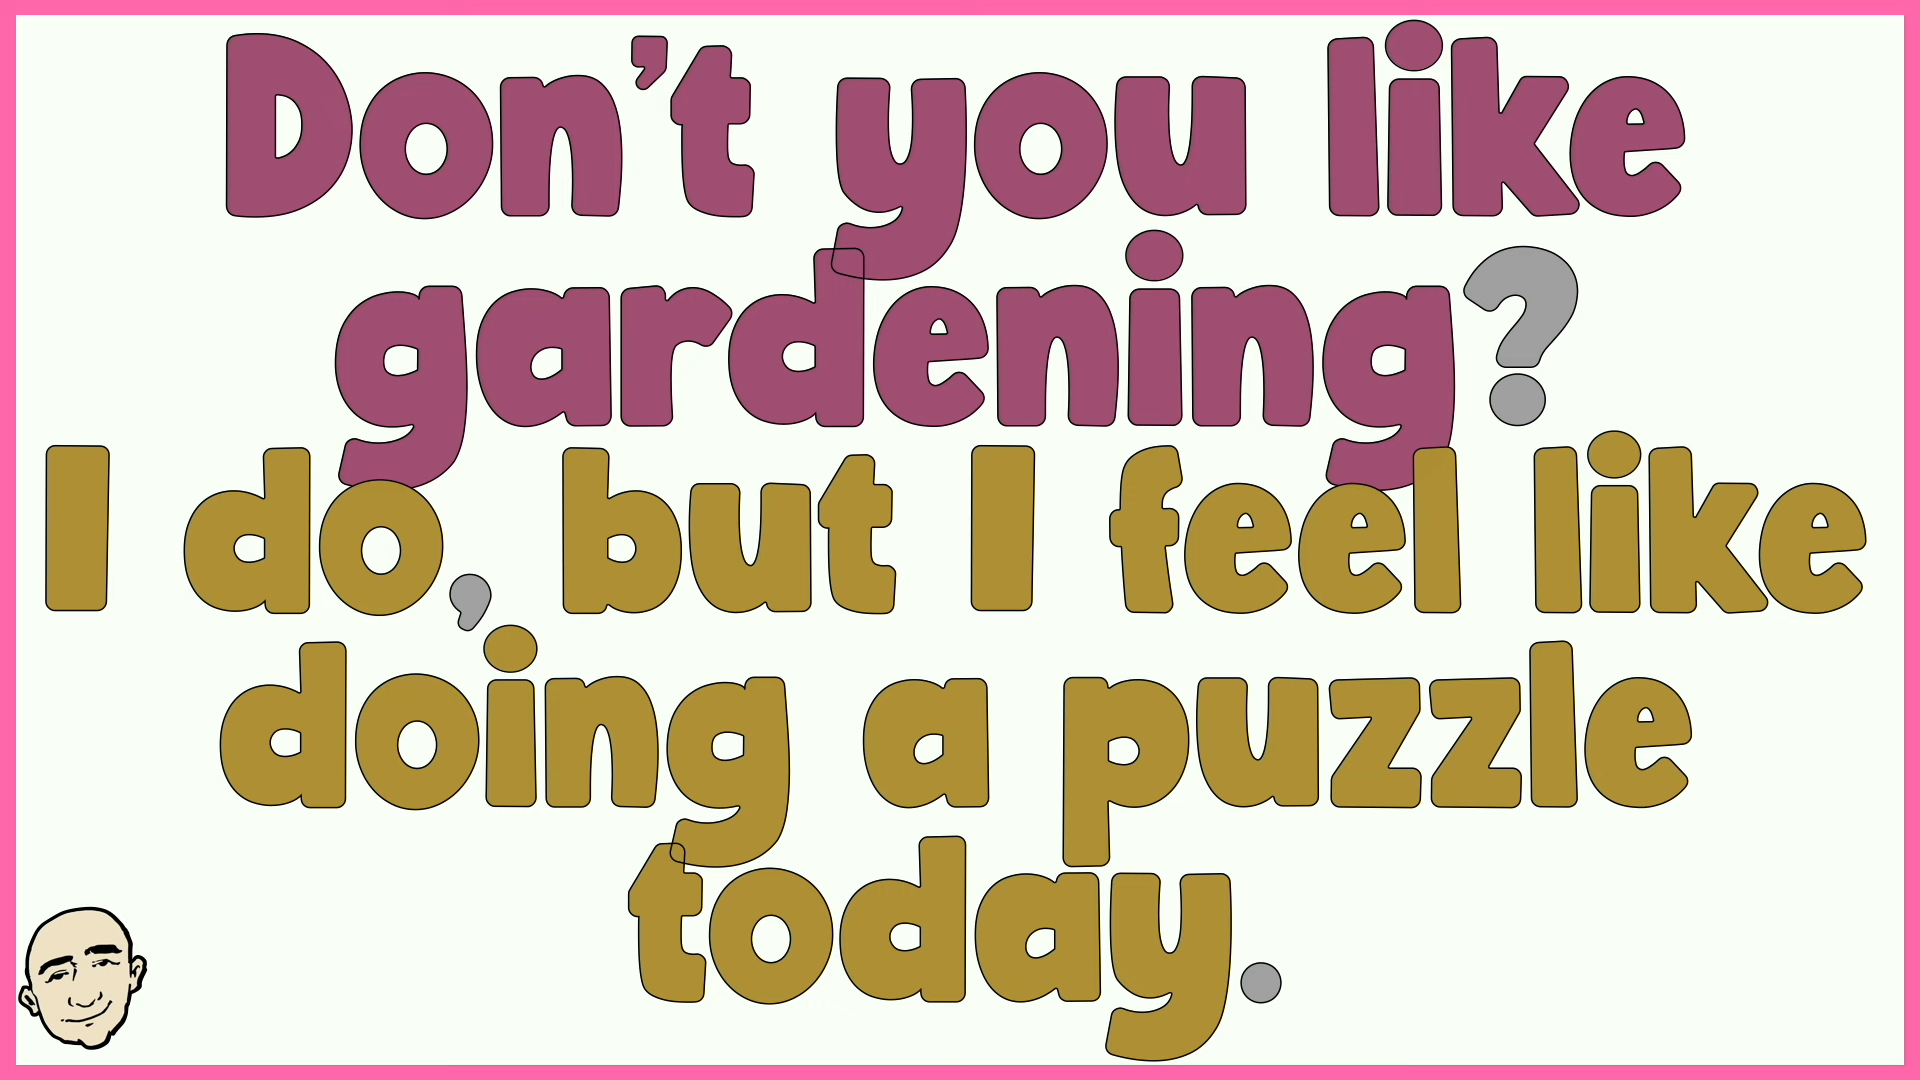 Don't you like
gardening?
I do, but I feel like
doing a puzzle
today.